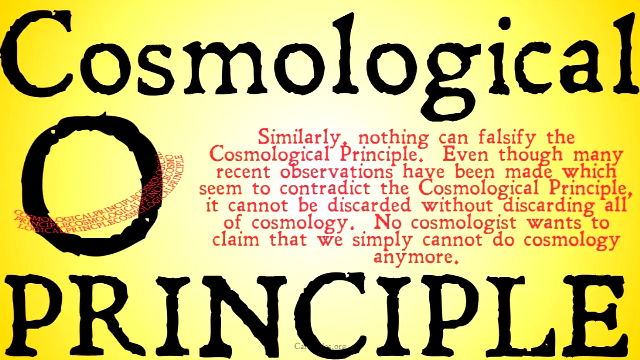 Cosmological
Similarly, nothing can falsify the
Cosmological Principle. Even though many
recent observations have been made which
seem to contradict the Cosmological Principle,
it cannot be discarded without discarding all
of cosmology. No cosmologist wants to
claim that we simply cannot do cosmology
anymore.
PRINCIPLE